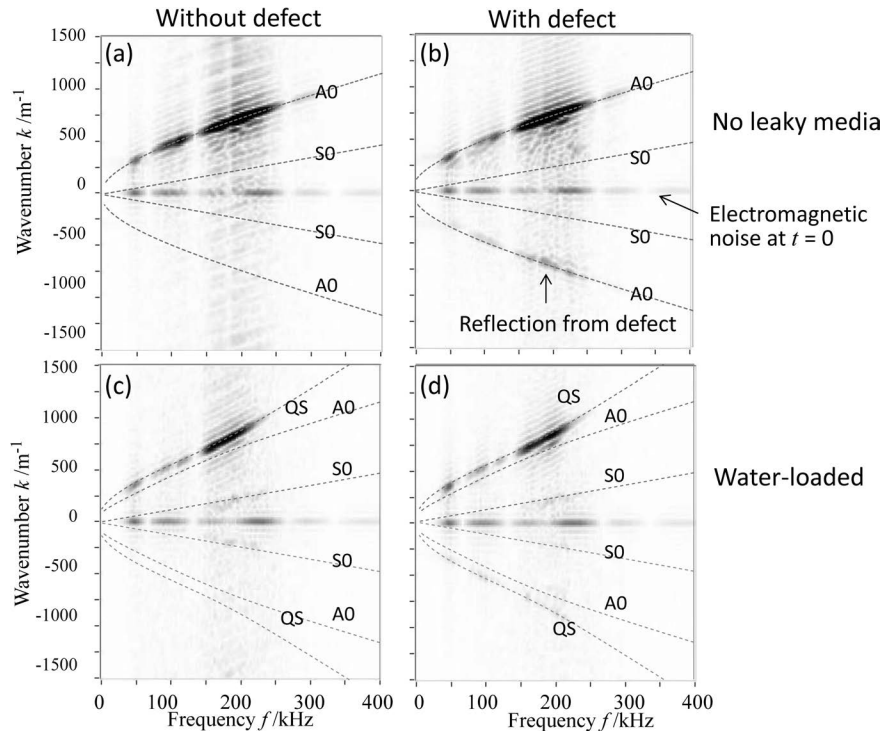 Without defect
With defect
1500
1000
500
0
-500
-1000
-1500
Wavenumber k /m-1
(a)
A0
S0
S0
A0
(b)
A0
S0
S0
A0
Reflection from defect
No leaky media
Electromagnetic
noise at t = 0
1500
1000
500
0
-500
-1000
-1500
Wavenumber k /m-1
(c)
QS
A0
S0
S0
A0
QS
(d)
QS
A0
S0
S0
A0
QS
Water-loaded
0 100 200 300 400
Frequency f /kHz
0 100 200 300 400
Frequency f /kHz